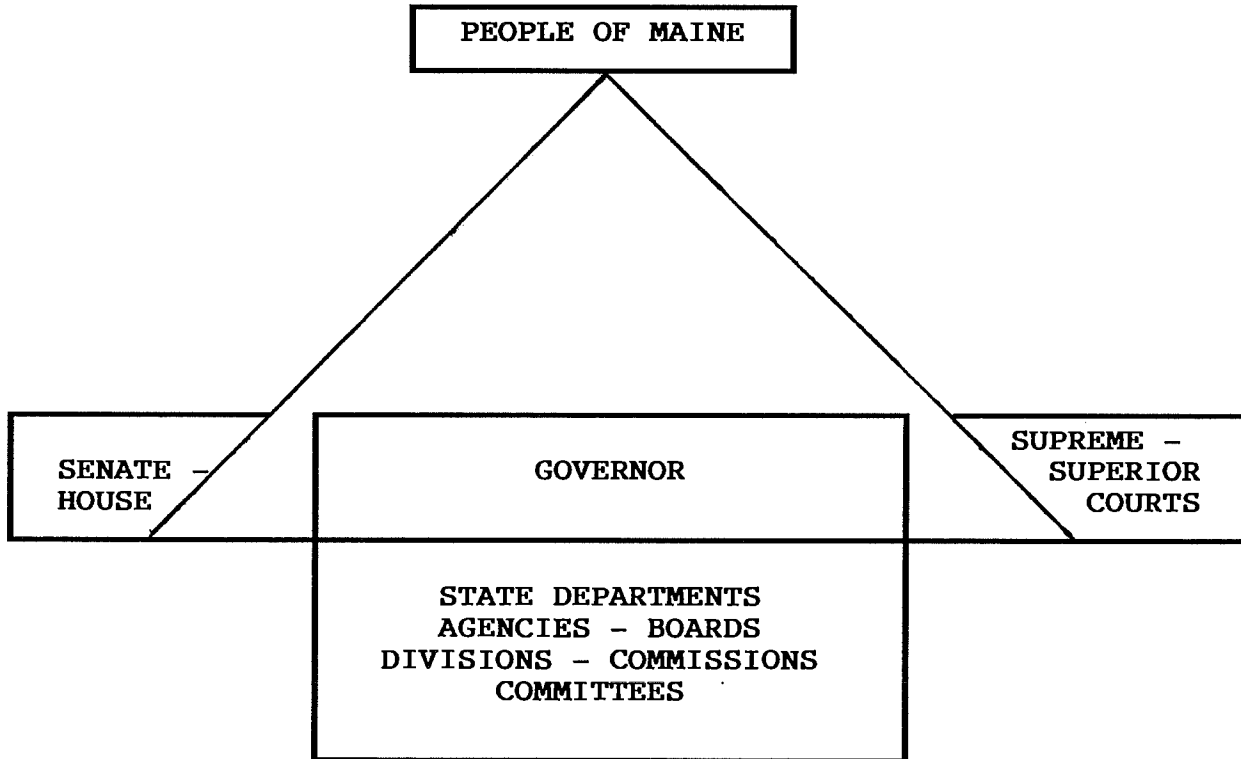 PEOPLE OF MAINE
SENATE -
HOUSE
GOVERNOR
SUPREME -
SUPERIOR
COURTS
STATE DEPARTMENTS
AGENCIES - BOARDS
DIVISIONS - COMMISSIONS
COMMITTEES